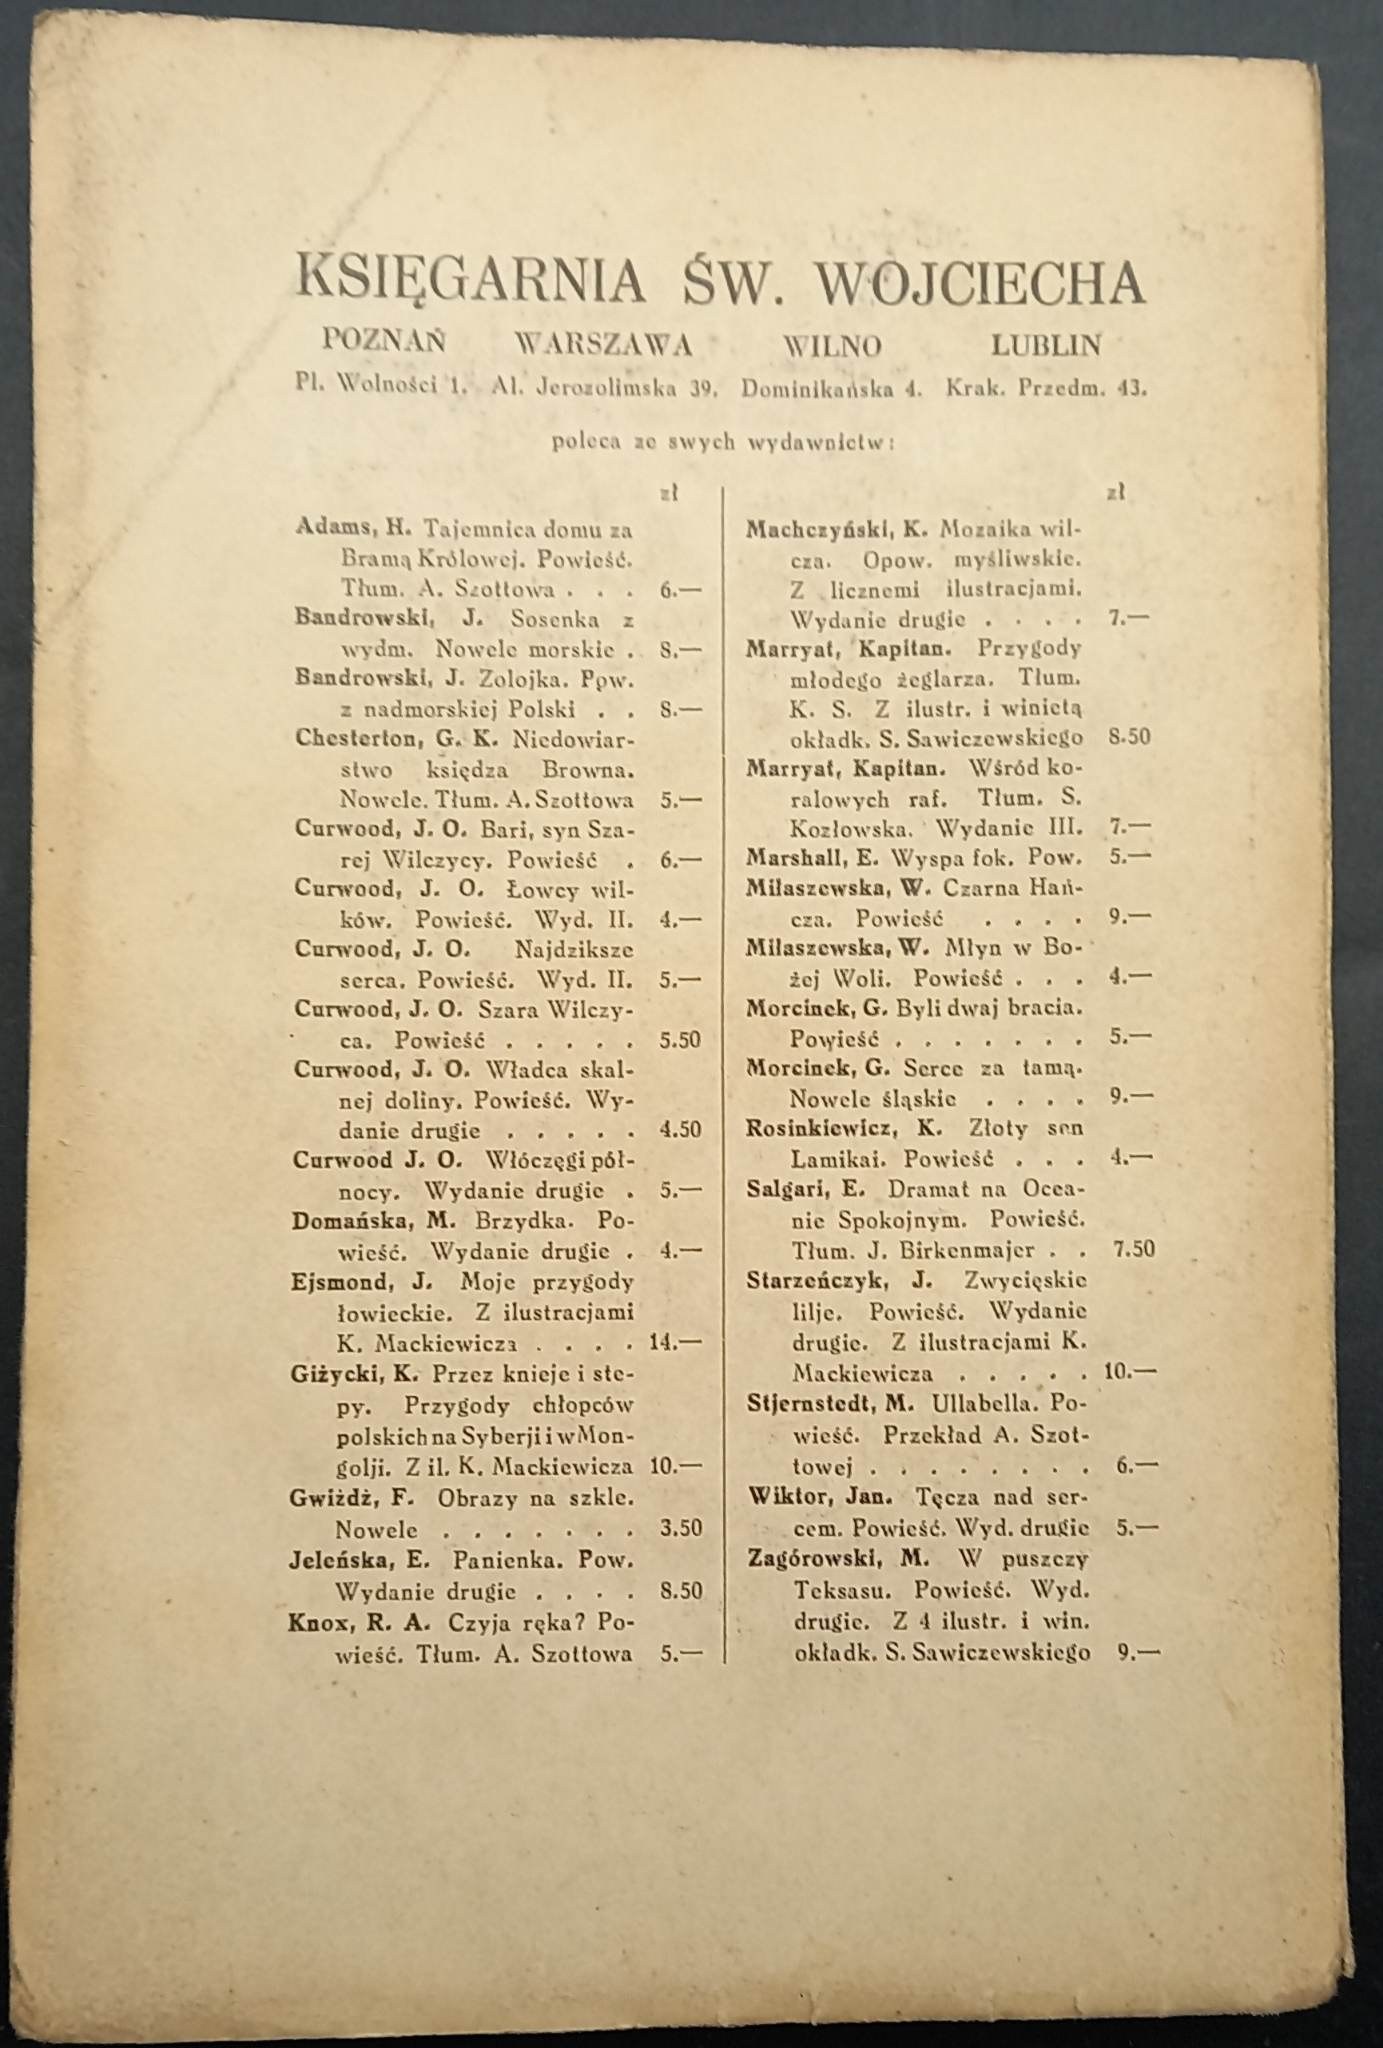 KSIĘGARNIA ŚW. WOJCIECHA
POZNAŃ WARSZAWA WILNO LUBLIN
Pl. Wolności 1. Al. Jerozolimska 39. Dominikańska 4. Krak. Przedm. 43.
poleca ze swych wydawnictw:
zł
Adams, H. Tajemnica domu za
Bramą Królowej. Powieść.
Tłum. A. Szottowa . . . 6.—
Bandrowski, J. Sosenka z
wydm. Nowele morskie . 8.—
Bandrowski, J. Zolojka. Pow.
z nadmorskiej Polski . . 8.—
Chesterton, G. K. Niedowiar-
stwo księdza Browna.
Nowele. Tłum. A. Szottowa 5.—
Curwood, J. O. Bari, syn Sza-
rej Wilczycy. Powieść . 6.—
Curwood, J. O. Łowcy wil-
ków. Powieść. Wyd. II. 4.—
Curwood, J. O. Najdziksze
serca. Powieść. Wyd. II. 5.—
Curwood, J. O. Szara Wilczy-
ca. Powieść . . . . . 5.50
Curwood, J. O. Władca skal-
nej doliny. Powieść. Wy-
danie drugie . . . . . 4.50
Curwood J. O. Włóczęgi pół-
nocy. Wydanie drugie . 5.—
Domańska, M. Brzydka. Po-
wieść. Wydanie drugie . 4.—
Ejsmond, J. Moje przygody
łowieckie. Z ilustracjami
K. Mackiewicza . . . . 14.—
Giżycki, K. Przez knieje i ste-
py. Przygody chłopców
polskich na Syberji i w Mon-
golji. Z il. K. Mackiewicza 10.—
Gwiżdż, F. Obrazy na szkle.
Nowele . . . . . . . 3.50
Jeleńska, E. Panienka. Pow.
Wydanie drugie . . . . 8.50
Knox, R. A. Czyja ręka? Po-
wieść. Tłum. A. Szottowa 5.—
zł
Machczyński, K. Mozaika wil-
cza. Opow. myśliwskie.
Z licznemi ilustracjami.
Wydanie drugie . . . . 7.—
Marryat, Kapitan. Przygody
młodego żeglarza. Tłum.
K. S. Z ilustr. i winietą
okładk. S. Sawiczewskiego 8.50
Marryat, Kapitan. Wśród ko-
ralowych raf. Tłum. S.
Kozłowska. Wydanie III. 7.—
Marshall, E. Wyspa fok. Pow. 5.—
Miłaszewska, W. Czarna Hań-
cza. Powieść . . . . 9.—
Miłaszewska, W. Młyn w Bo-
żej Woli. Powieść . . . 4.—
Morcinek, G. Byli dwaj bracia.
Powieść . . . . . . . 5.—
Morcinek, G. Serce za tamą.
Nowele śląskie . . . . 9.—
Rosinkiewicz, K. Złoty sen
Lamikai. Powieść . . . 4.—
Salgari, E. Dramat na Ocea-
nie Spokojnym. Powieść.
Tłum. J. Birkenmajer . . 7.50
Starzeńczyk, J. Zwycięskie
lilje. Powieść. Wydanie
drugie. Z ilustracjami K.
Mackiewicza . . . . . 10.—
Stjernstedt, M. Ullabella. Po-
wieść. Przekład A. Szot-
towej . . . . . . . . 6.—
Wiktor, Jan. Tęcza nad ser-
cem. Powieść. Wyd. drugie 5.—
Zagórowski, M. W puszczy
Teksasu. Powieść. Wyd.
drugie. Z 4 ilustr. i win.
okładk. S. Sawiczewskiego 9.—